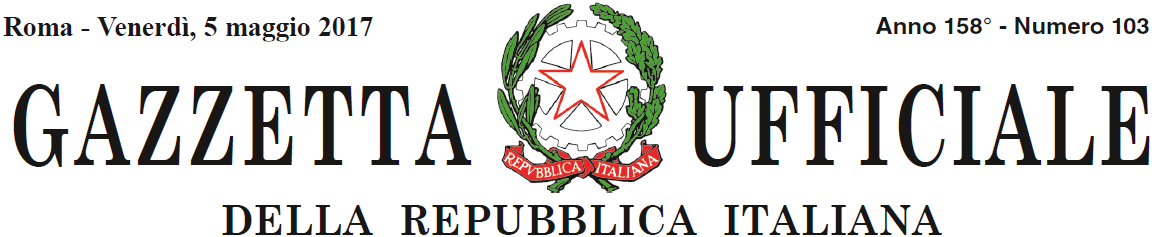 Roma - Venerdì, 5 maggio 2017
Anno 158° - Numero 103
GAZZETTA UFFICIALE
REPVBBLICA ITALIANA
DELLA REPUBBLICA ITALIANA